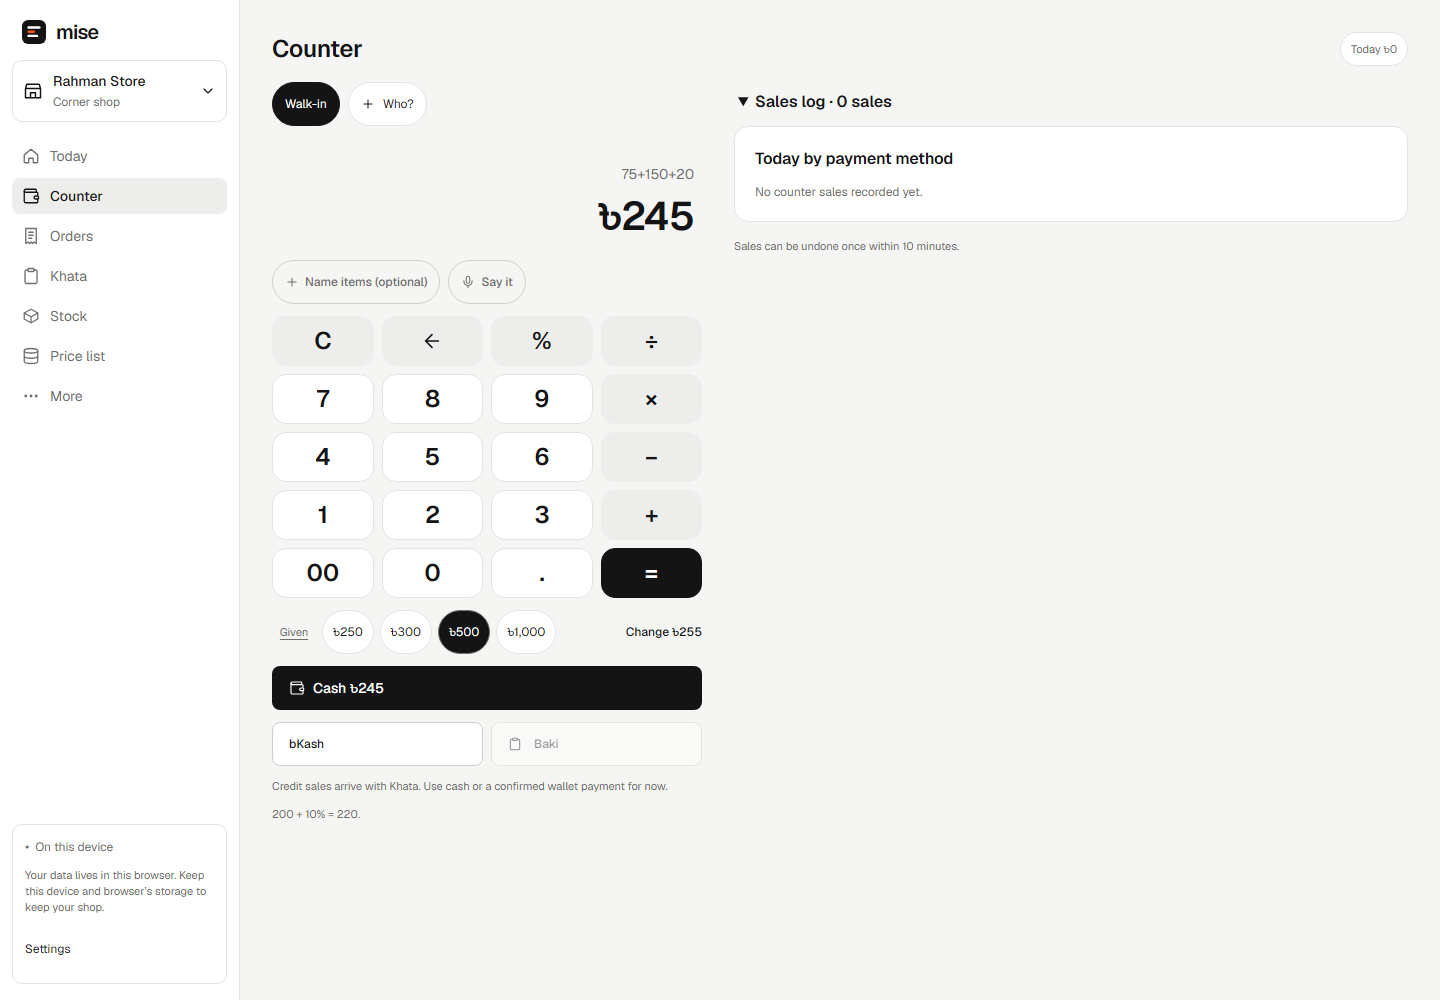 mise
Rahman Store
Corner shop
Today
Counter
Orders
Khata
Stock
Price list
More
On this device
Your data lives in this browser. Keep
this device and browser's storage to
keep your shop.
Settings
Counter
Today ৳0
Walk-in
+ Who?
75+150+20
৳245
+ Name items (optional)
Say it
C ← % ÷
7 8 9 ×
4 5 6 −
1 2 3 +
00 0 . =
Given ৳250 ৳300 ৳500 ৳1,000 Change ৳255
Cash ৳245
bKash
Baki
Credit sales arrive with Khata. Use cash or a confirmed wallet payment for now.
200 + 10% = 220.
▼ Sales log · 0 sales
Today by payment method
No counter sales recorded yet.
Sales can be undone once within 10 minutes.